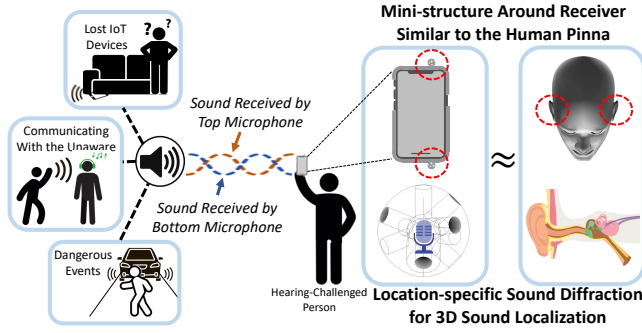 Lost IoT
Devices
? ?
?
Communicating
With the Unaware
Dangerous
Events
Sound Received by
Top Microphone
Sound Received by
Bottom Microphone
Hearing-Challenged
Person
Mini-structure Around Receiver
Similar to the Human Pinna
≈
Location-specific Sound Diffraction
for 3D Sound Localization